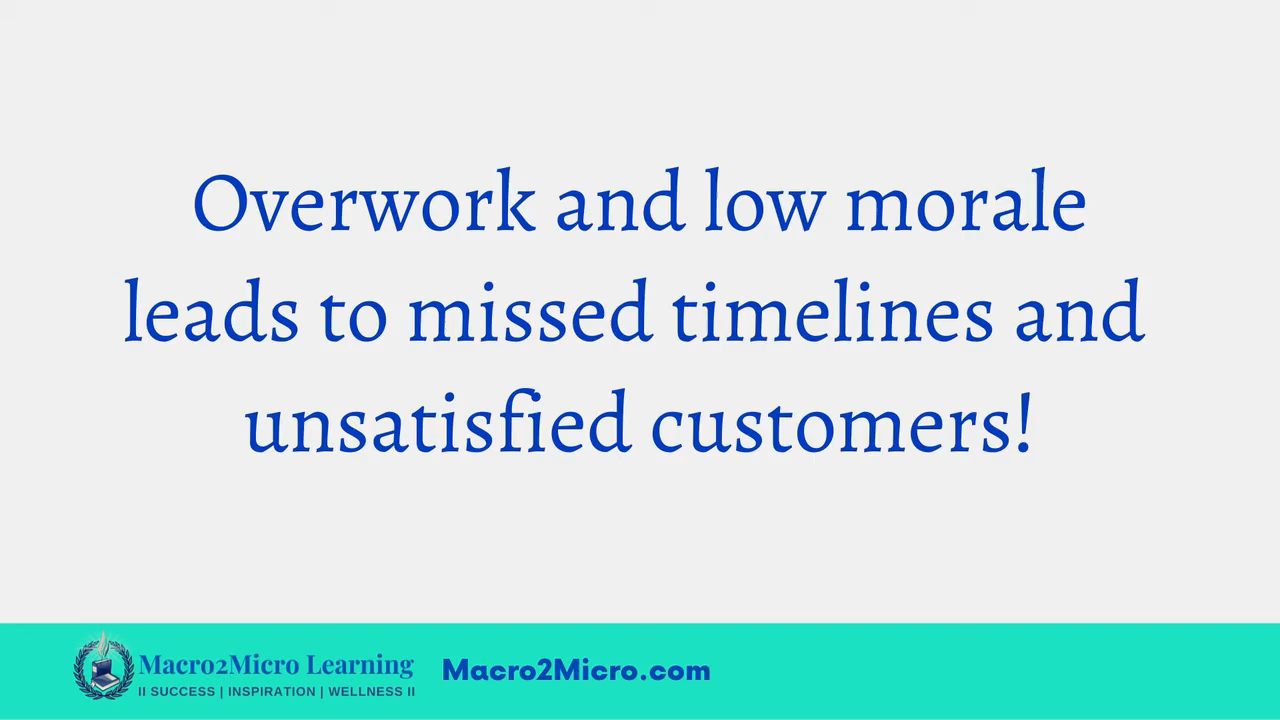 Overwork and low morale
leads to missed timelines and
unsatisfied customers!
Macro2Micro Learning
II SUCCESS | INSPIRATION | WELLNESS II
Macro2Micro.com